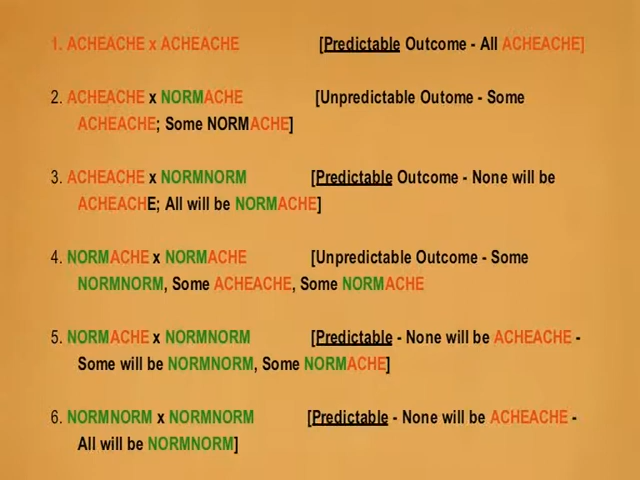 1. ACHEACHE x ACHEACHE [Predictable Outcome - All ACHEACHE]
2. ACHEACHE x NORMACHE [Unpredictable Outome - Some
ACHEACHE; Some NORMACHE]
3. ACHEACHE x NORMNORM [Predictable Outcome - None will be
ACHEACHE; All will be NORMACHE]
4. NORMACHE x NORMACHE [Unpredictable Outcome - Some
NORMNORM, Some ACHEACHE, Some NORMACHE
5. NORMACHE x NORMNORM [Predictable - None will be ACHEACHE -
Some will be NORMNORM, Some NORMACHE]
6. NORMNORM x NORMNORM [Predictable - None will be ACHEACHE -
All will be NORMNORM]